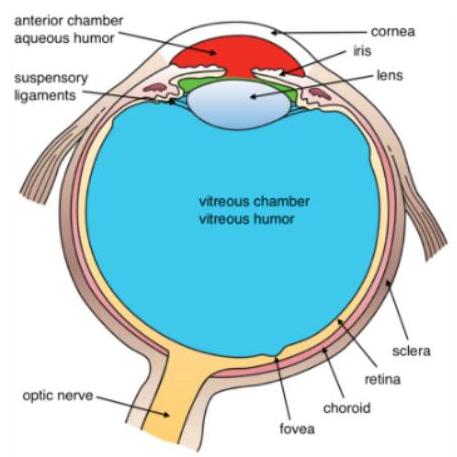 anterior chamber
aqueous humor
cornea
iris
lens
suspensory
ligaments
vitreous chamber
vitreous humor
sclera
retina
choroid
fovea
optic nerve